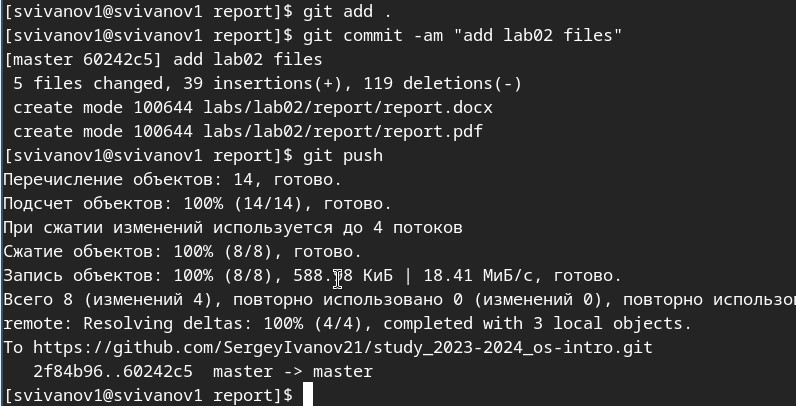 [svivanov1@svivanov1 report]$ git add .
[svivanov1@svivanov1 report]$ git commit -am "add lab02 files"
[master 60242c5] add lab02 files
 5 files changed, 39 insertions(+), 119 deletions(-)
 create mode 100644 labs/lab02/report/report.docx
 create mode 100644 labs/lab02/report/report.pdf
[svivanov1@svivanov1 report]$ git push
Перечисление объектов: 14, готово.
Подсчет объектов: 100% (14/14), готово.
При сжатии изменений используется до 4 потоков
Сжатие объектов: 100% (8/8), готово.
Запись объектов: 100% (8/8), КиБ | 18.41 МиБ/с, готово.
Всего 8 (изменений 4), повторно использовано 0 (изменений 0), повторно
remote: Resolving deltas: 100% (4/4), completed with 3 local objects.
To https://github.com/SergeyIvanov21/study_2023-2024_os-intro.git
   2f84b96..60242c5  master -> master
[svivanov1@svivanov1 report]$